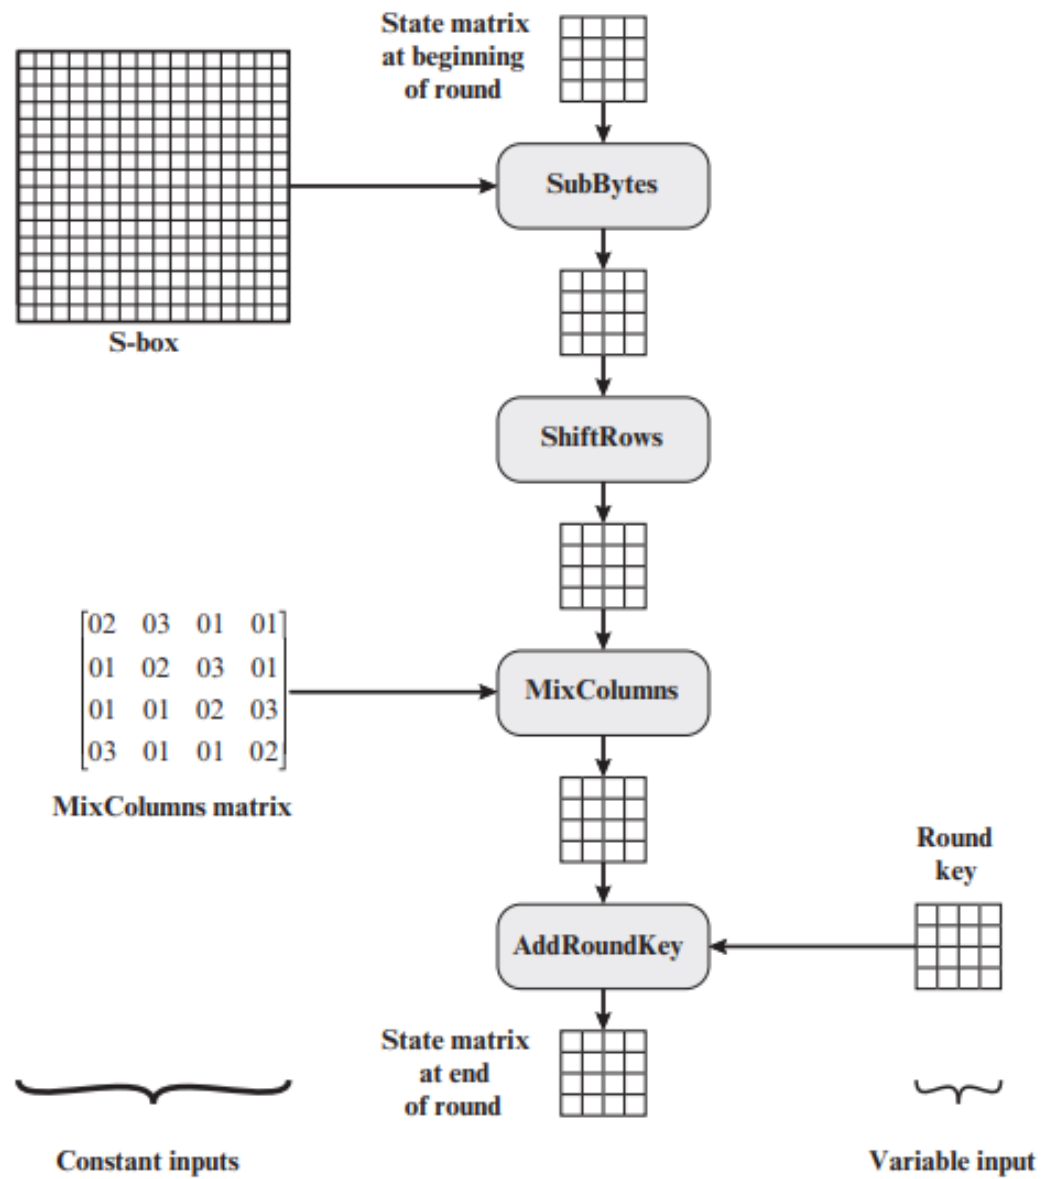 State matrix
at beginning
of round
SubBytes
S-box
ShiftRows
02 03 01 01
01 02 03 01
01 01 02 03
03 01 01 02
MixColumns
MixColumns matrix
Round
key
AddRoundKey
State matrix
at end
of round
Constant inputs
Variable input